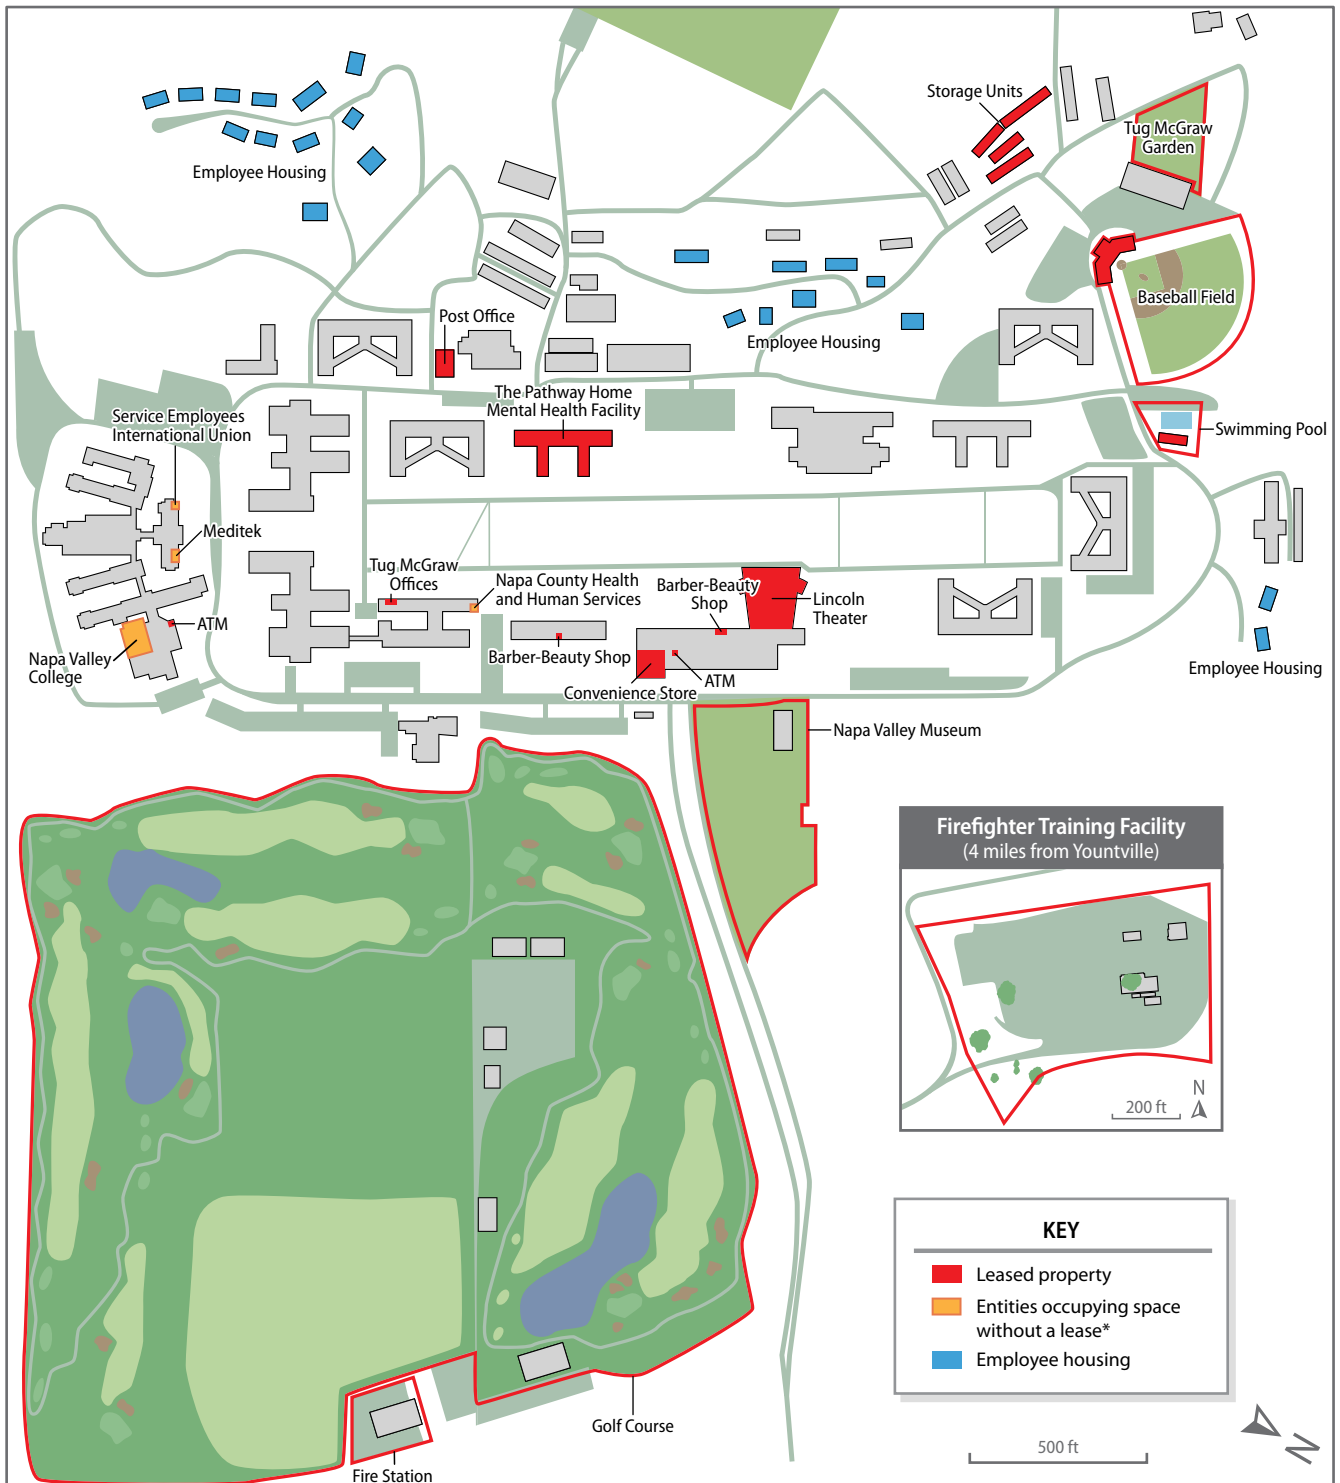 Storage Units
Tug McGraw
Garden
Employee Housing
Baseball Field
Post Office
Employee Housing
The Pathway Home
Mental Health Facility
Service Employees
International Union
Swimming Pool
Meditek
Tug McGraw
Offices
Napa County Health
and Human Services
Barber-Beauty
Shop
Lincoln
Theater
ATM
Napa Valley
College
Barber-Beauty Shop
ATM
Convenience Store
Employee Housing
Napa Valley Museum
Firefighter Training Facility
(4 miles from Yountville)
200 ft
N
KEY
Leased property
Entities occupying space
without a lease*
Employee housing
Golf Course
500 ft
N
Fire Station